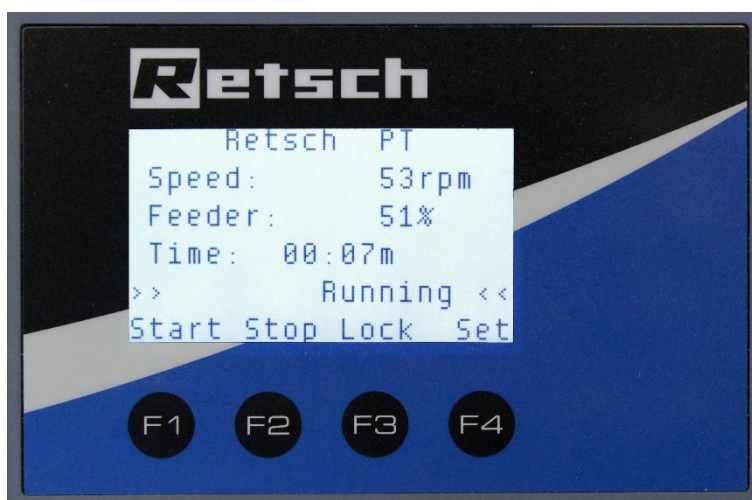 Retsch
Retsch PT
Speed: 53rpm
Feeder: 51%
Time: 00:07m
>> Running <<
Start Stop Lock Set
F1 F2 F3 F4